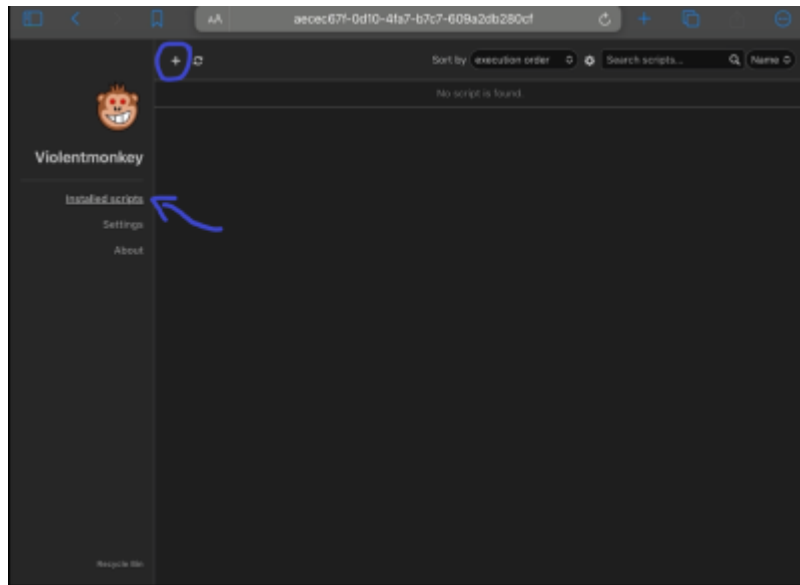 AA aecec67f-0d10-4fa7-b7c7-609a2db280cf
Sort by execution order Search scripts... Name
No script is found.
Violentmonkey
Installed scripts
Settings
About
Recycle Bin